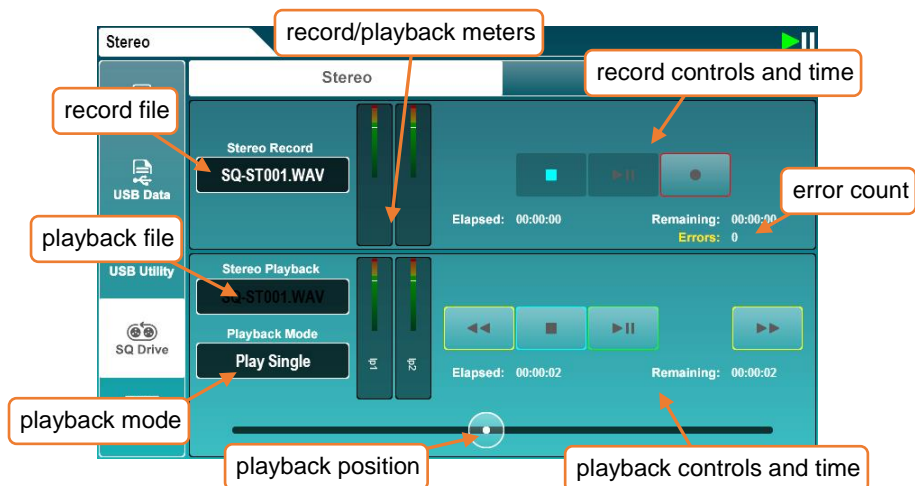 Stereo
record/playback meters
Stereo
record controls and time
record file
Stereo Record
SQ-ST001.WAV
USB Data
error count
Elapsed: 00:00:00
Remaining: 00:00:00
Errors: 0
playback file
USB Utility
Stereo Playback
SQ-ST001.WAV
Playback Mode
Play Single
SQ Drive
Ip1
Ip2
Elapsed: 00:00:02
Remaining: 00:00:02
playback mode
playback position
playback controls and time